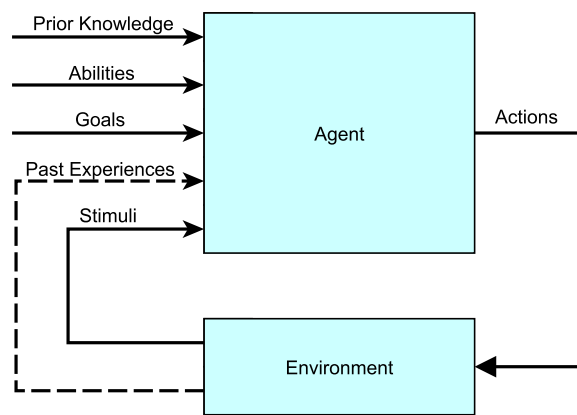 Prior Knowledge
Abilities
Goals
Past Experiences
Stimuli
Agent
Actions
Environment